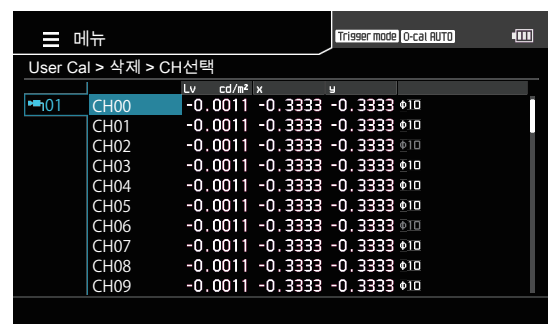 메뉴 Trigger mode 0-cal AUTO
User Cal > 삭제 > CH선택
Lv cd/m² x y
01 CH00 -0.0011 -0.3333 -0.3333 Φ10
CH01 -0.0011 -0.3333 -0.3333 Φ10
CH02 -0.0011 -0.3333 -0.3333 Φ10
CH03 -0.0011 -0.3333 -0.3333 Φ10
CH04 -0.0011 -0.3333 -0.3333 Φ10
CH05 -0.0011 -0.3333 -0.3333 Φ10
CH06 -0.0011 -0.3333 -0.3333 Φ10
CH07 -0.0011 -0.3333 -0.3333 Φ10
CH08 -0.0011 -0.3333 -0.3333 Φ10
CH09 -0.0011 -0.3333 -0.3333 Φ10